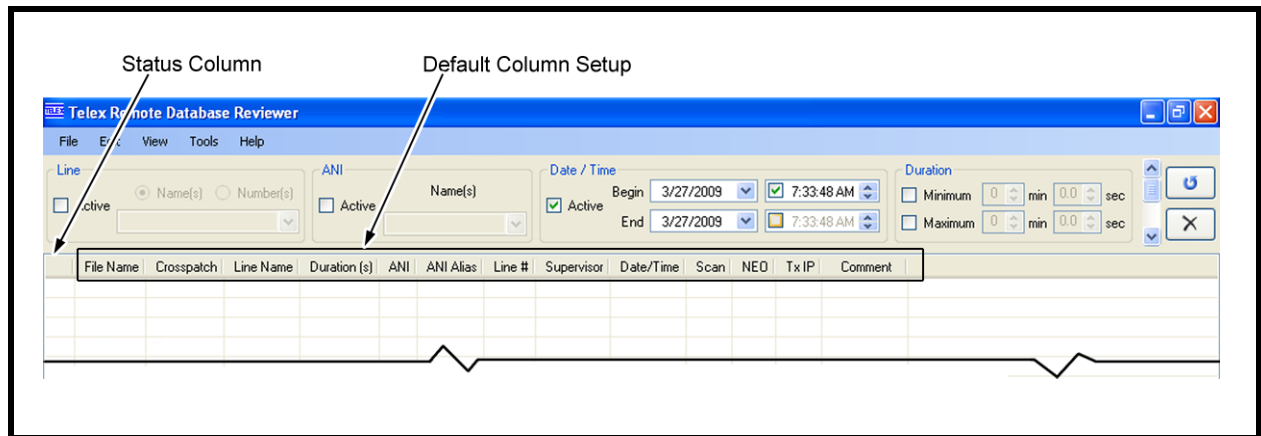 Status Column Default Column Setup
TELEX Telex Remote Database Reviewer
File Edit View Tools Help
Line ANI Date / Time Duration
Name(s) Number(s) Name(s) Begin 3/27/2009 7:33:48 AM Minimum 0 min 0.0 sec
Active Active Active
End 3/27/2009 7:33:48 AM Maximum 0 min 0.0 sec
File Name Crosspatch Line Name Duration (s) ANI ANI Alias Line # Supervisor Date/Time Scan NEO Tx IP Comment